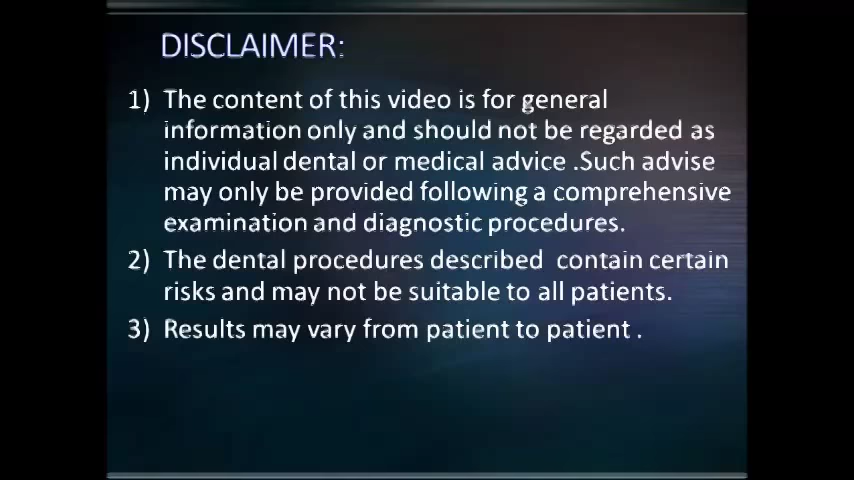 DISCLAIMER:
1) The content of this video is for general
information only and should not be regarded as
individual dental or medical advice .Such advise
may only be provided following a comprehensive
examination and diagnostic procedures.
2) The dental procedures described contain certain
risks and may not be suitable to all patients.
3) Results may vary from patient to patient .